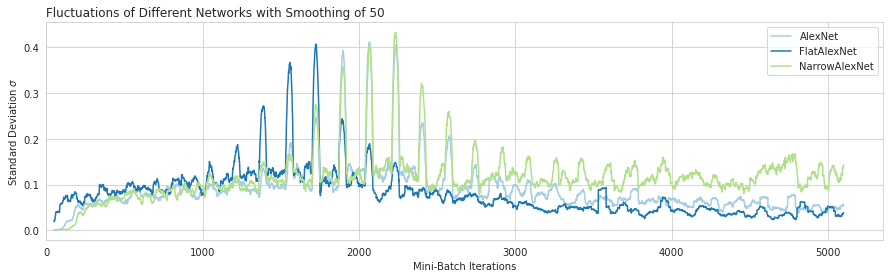 Fluctuations of Different Networks with Smoothing of 50
AlexNet
FlatAlexNet
NarrowAlexNet
Standard Deviation σ
0.4
0.3
0.2
0.1
0.0
0 1000 2000 3000 4000 5000
Mini-Batch Iterations